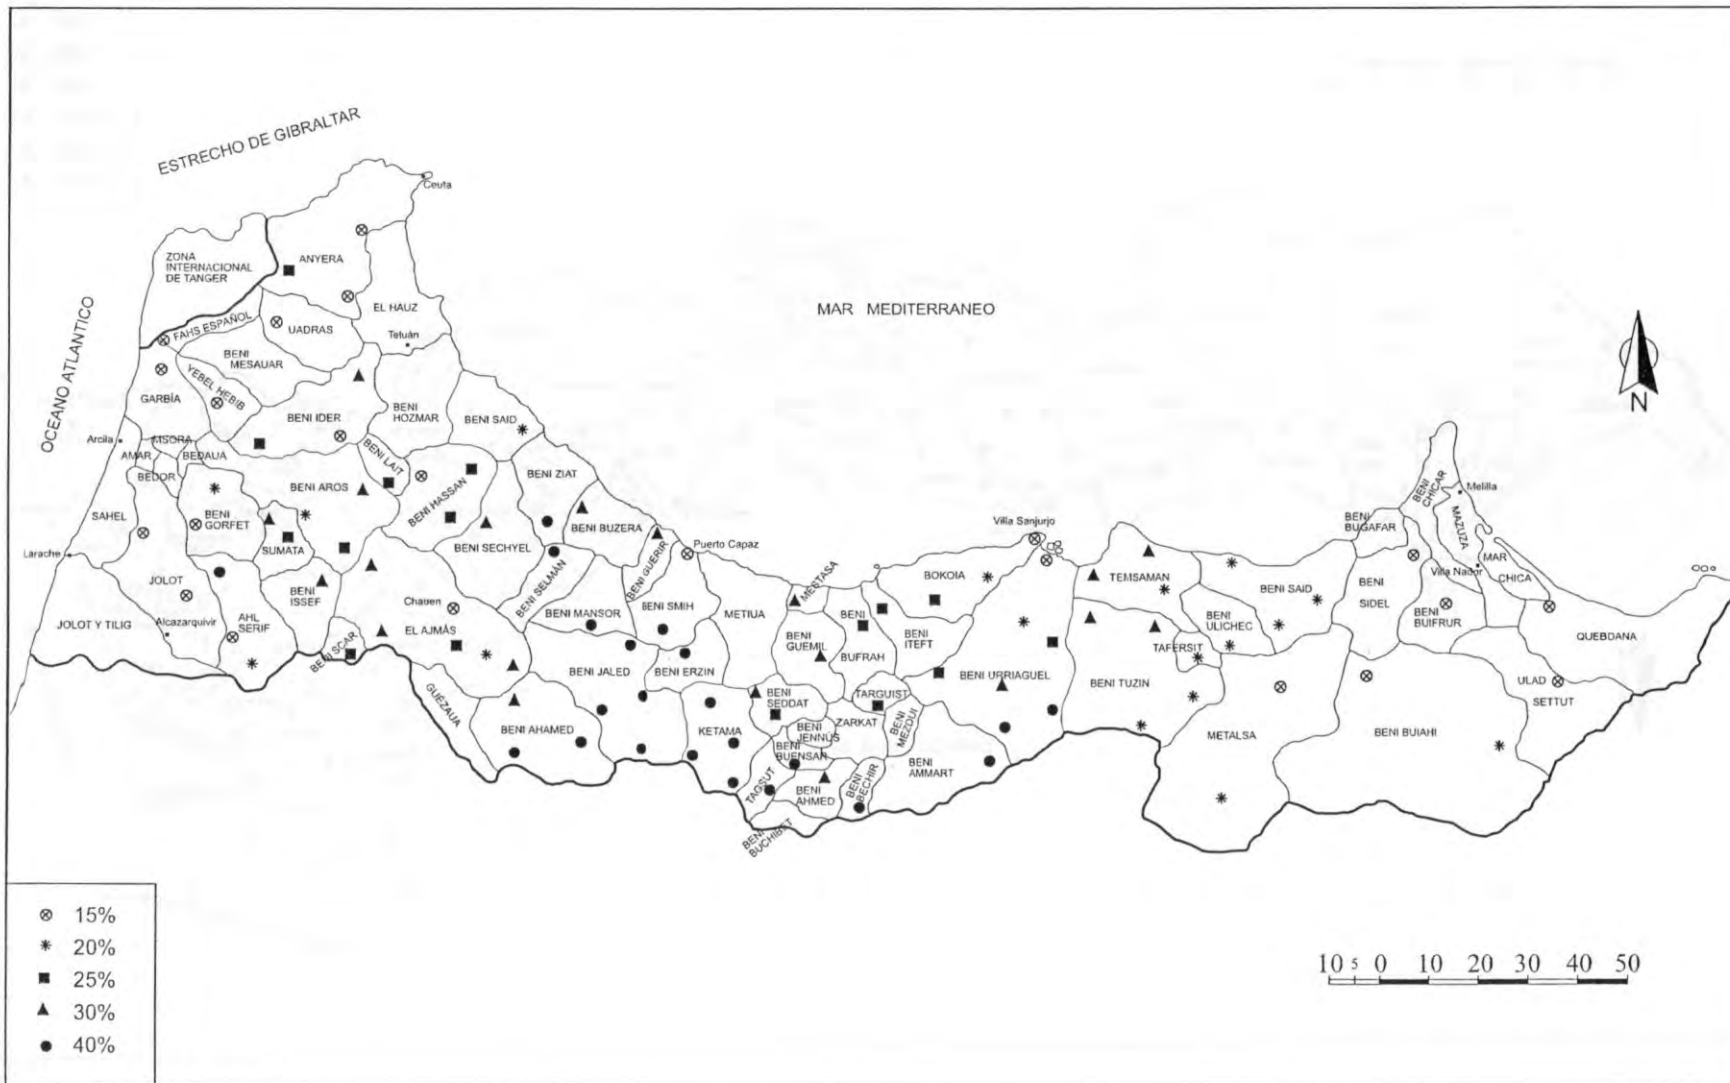 ESTRECHO DE GIBRALTAR
Ceuta
ZONA
INTERNACIONAL
DE TANGER
ANYERA
OCEANO ATLANTICO
MAR MEDITERRANEO
EL HAUZ
FAHS ESPAÑOL
UADRAS
Teluán
BENI
MESAUAR
YEBEL HEBIB
GARBÍA
BENI IDER
BENI
HOZMAR
BENI SAID
N
Arcila
MSORA
AMAR
BEDAUA
BEDOR
BENI LAIT
BENI ZIAT
BENI AROS
BENI HASSAN
SAHEL
BENI
GORFET
SUMATA
BENI SECHYEL
BENI BUZERA
Larache
JOLOT
BENI
ISSEF
BENI SELMÁN
BENI GUERIR
Puerto Capaz
Villa Sanjurjo
BENI CHICAR
Melilla
BENI
BUGAFAR
MAZUZA
MAR
CHICA
Villa Nador
Chauen
BENI MANSOR
BENI SMIH
METIUA
MESTASA
BOKOIA
TEMSAMAN
BENI SAID
BENI
SIDEL
BENI
BUIFRUR
QUEBDANA
JOLOT Y TILIG
Alcazarquivir
AHL
SERIF
BENI SCAR
EL AJMÁS
BENI
GUEMIL
BENI
BUFRAH
BENI
ITEFT
BENI
ULICHEC
TAFERSIT
GUEZAUA
BENI JALED
BENI ERZIN
BENI
SEDDAT
TARGUIST
BENI URRIAGUEL
BENI TUZIN
ULAD
SETTUT
BENI AHAMED
KETAMA
BENI
JENNUS
ZARKAT
BENI
MEZDUI
METALSA
BENI BUIAHI
BENI
BUENSAR
TAGSUT
BENI
AHMED
BENI
BECHIR
BENI
AMMART
BENI
BUCHIBET
15%
20%
25%
30%
40%
10 5 0 10 20 30 40 50